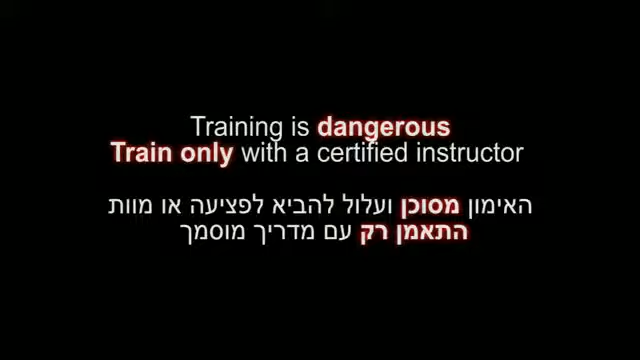 Training is dangerous
Train only with a certified instructor
האימון מסוכן ועלול להביא לפציעה או מוות
התאמן רק עם מדריך מוסמך